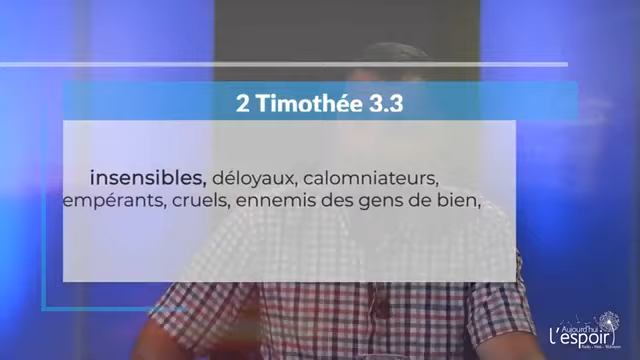 2 Timothée 3.3
insensibles, déloyaux, calomniateurs,
empérants, cruels, ennemis des gens de bien,
Aujourd'hui
l'espoir